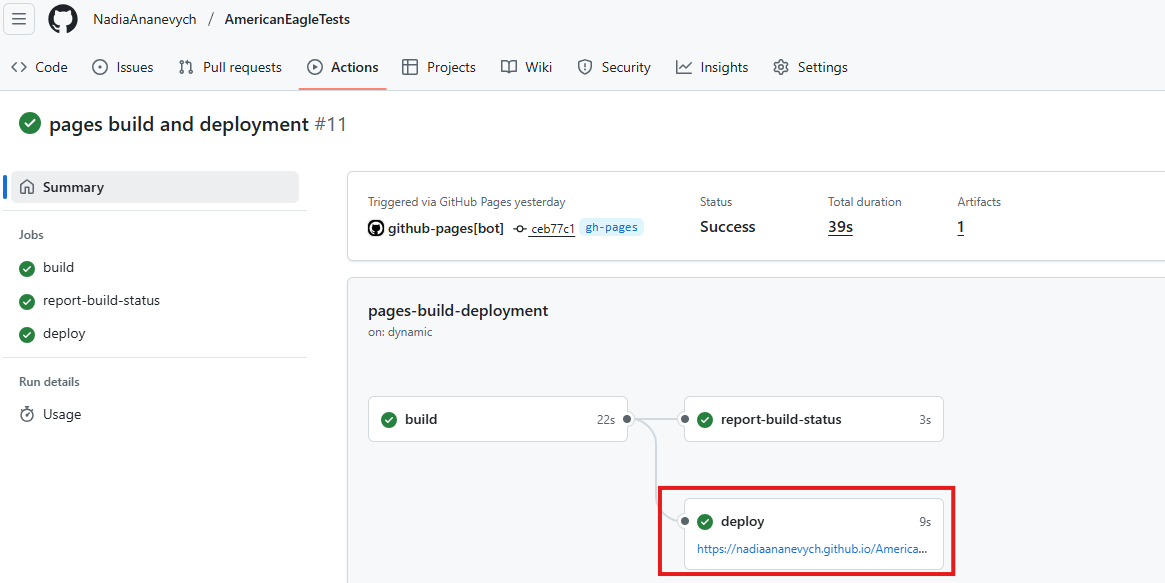 NadiaAnanevych / AmericanEagleTests
Code Issues Pull requests Actions Projects Wiki Security Insights Settings
pages build and deployment #11
Summary
Jobs
build
report-build-status
deploy
Run details
Usage
Triggered via GitHub Pages yesterday
github-pages[bot] ceb77c1 gh-pages
Status
Success
Total duration
39s
Artifacts
1
pages-build-deployment
on: dynamic
build 22s
report-build-status 3s
deploy 9s
https://nadiaananevych.github.io/America...